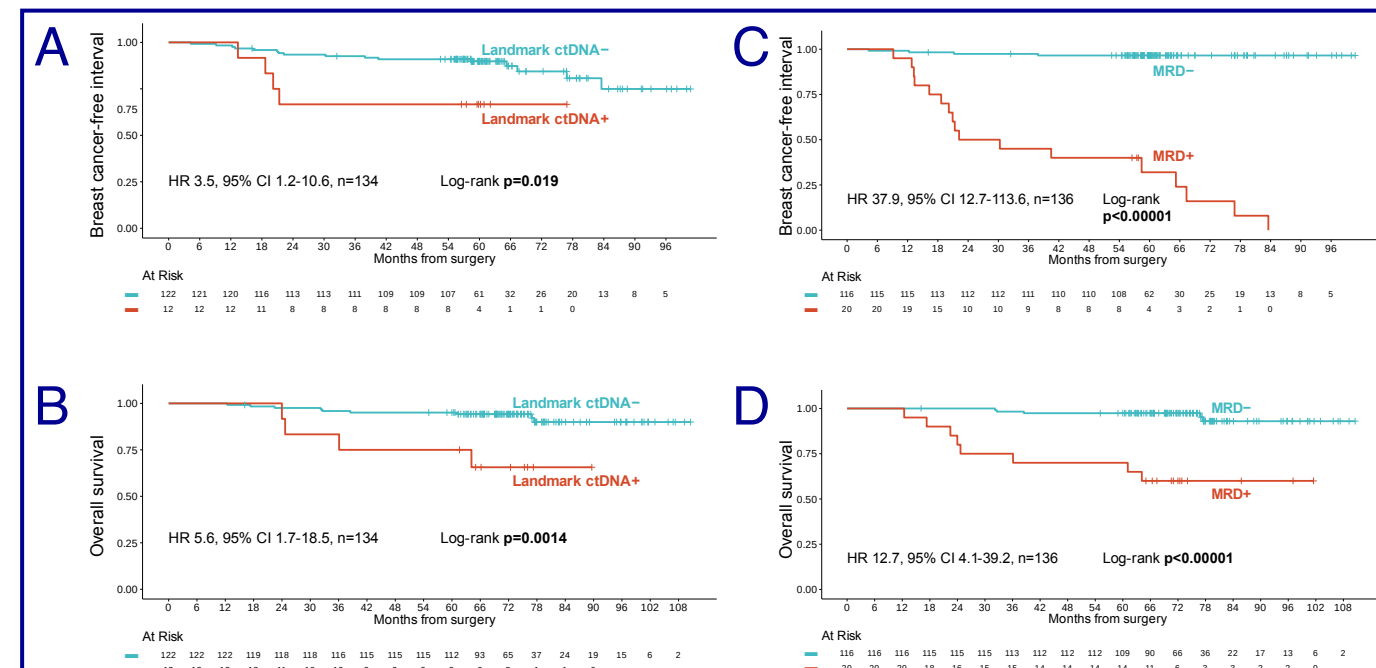 A
Breast cancer-free interval
1.00
0.75
0.50
0.25
0.00
Landmark ctDNA−
Landmark ctDNA+
HR 3.5, 95% CI 1.2-10.6, n=134
Log-rank p=0.019
0 6 12 18 24 30 36 42 48 54 60 66 72 78 84 90 96
Months from surgery
At Risk
122 121 120 116 113 113 111 109 109 107 61 32 26 20 13 8 5
12 12 12 11 8 8 8 8 8 8 4 1 1 0
C
Breast cancer-free interval
1.00
0.75
0.50
0.25
0.00
MRD−
MRD+
HR 37.9, 95% CI 12.7-113.6, n=136
Log-rank
p<0.00001
0 6 12 18 24 30 36 42 48 54 60 66 72 78 84 90 96
Months from surgery
At Risk
116 115 115 113 112 112 111 110 110 108 62 30 25 19 13 8 5
20 20 19 15 10 10 9 8 8 8 4 3 2 1 0
B
Overall survival
1.00
0.75
0.50
0.25
0.00
Landmark ctDNA−
Landmark ctDNA+
HR 5.6, 95% CI 1.7-18.5, n=134
Log-rank p=0.0014
0 6 12 18 24 30 36 42 48 54 60 66 72 78 84 90 96 102 108
Months from surgery
At Risk
122 122 122 119 118 118 116 115 115 115 112 93 65 37 24 19 15 6 2
D
Overall survival
1.00
0.75
0.50
0.25
0.00
MRD−
MRD+
HR 12.7, 95% CI 4.1-39.2, n=136
Log-rank p<0.00001
0 6 12 18 24 30 36 42 48 54 60 66 72 78 84 90 96 102 108
Months from surgery
At Risk
116 116 116 115 115 115 113 112 112 112 109 90 66 36 22 17 13 6 2